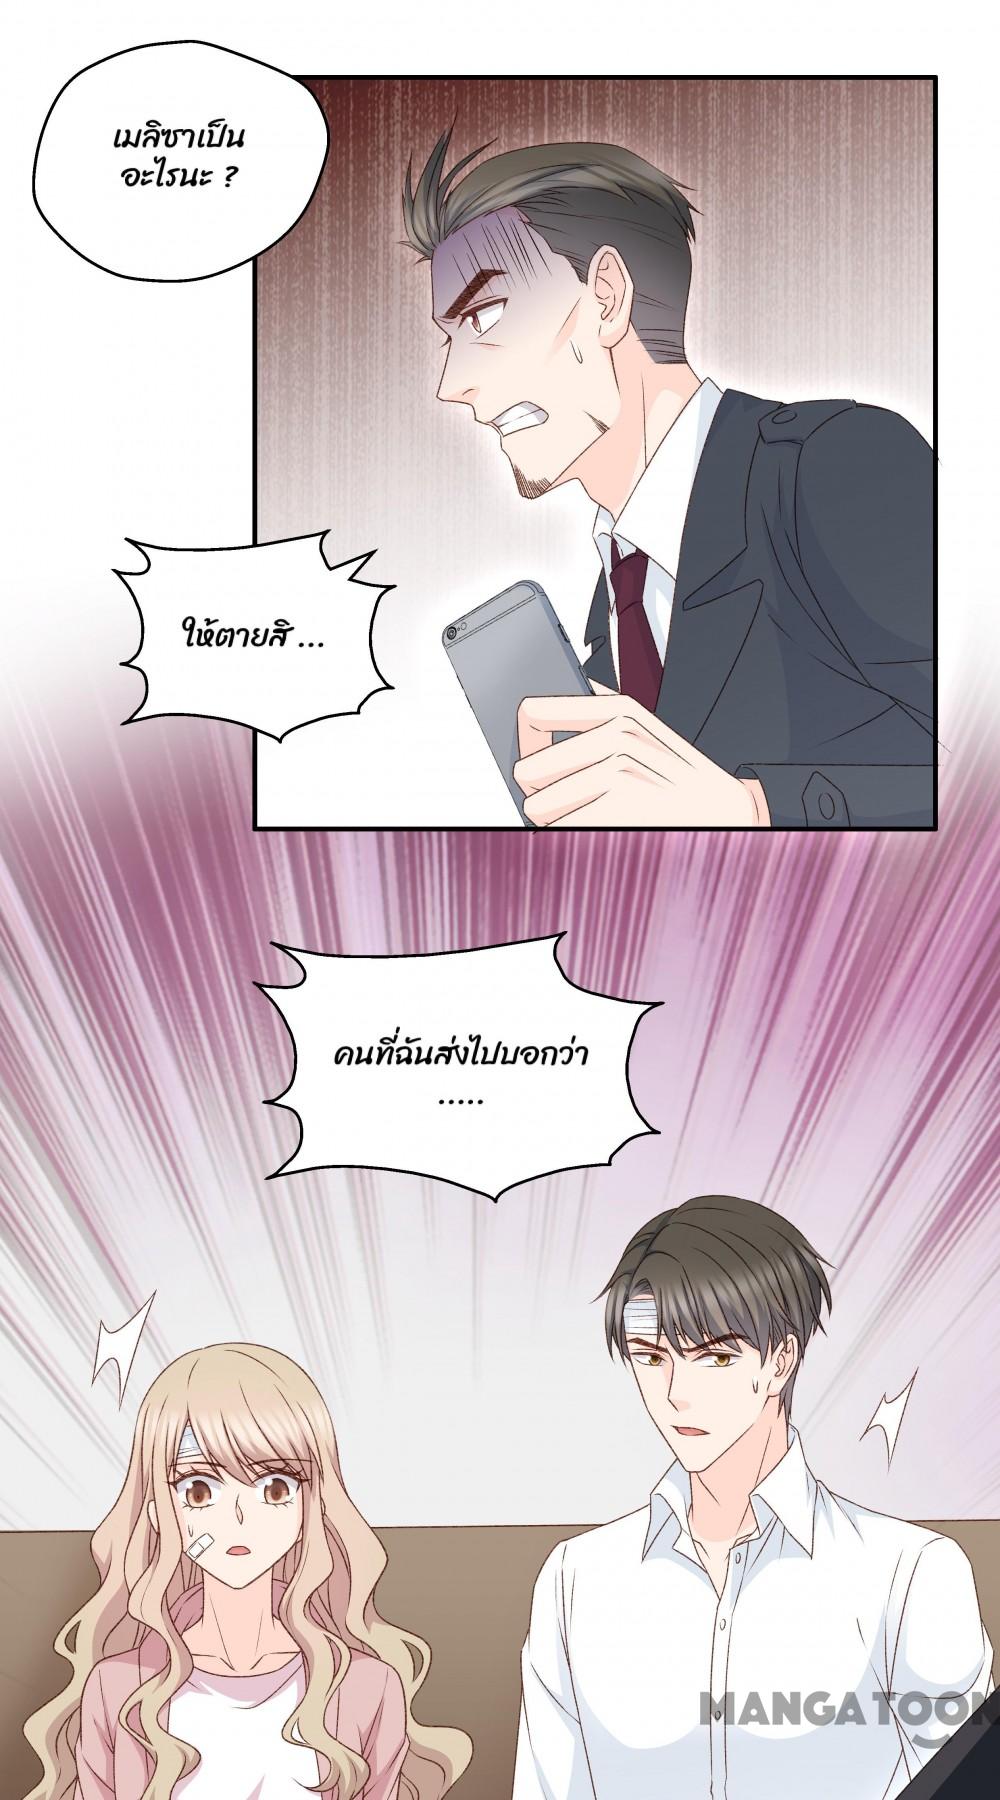 เมลิซาเป็น
อะไรนะ ?
ให้ตายสิ ...
คนที่ฉันส่งไปบอกว่า
.....
MANGATOON